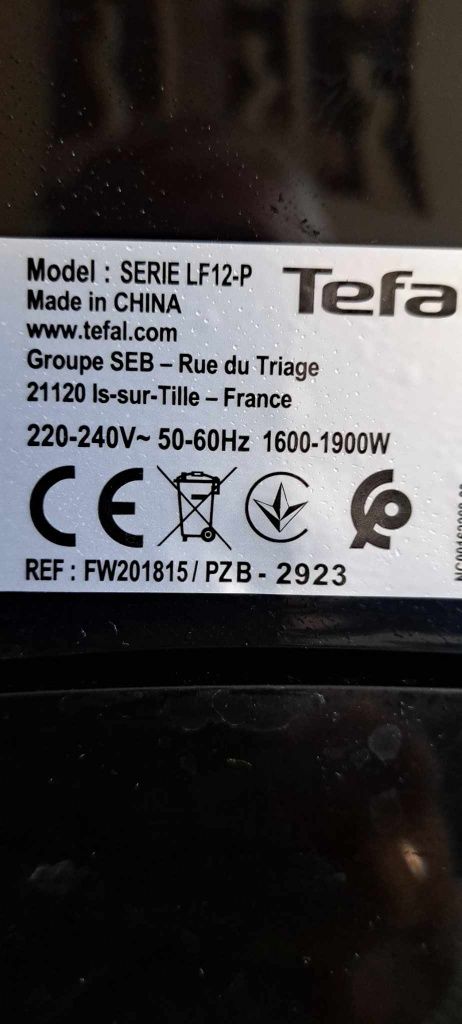 Model : SERIE LF12-P
Tefa
Made in CHINA
www.tefal.com
Groupe SEB – Rue du Triage
21120 Is-sur-Tille – France
220-240V~ 50-60Hz 1600-1900W
CE
REF : FW201815 / PZB - 2923